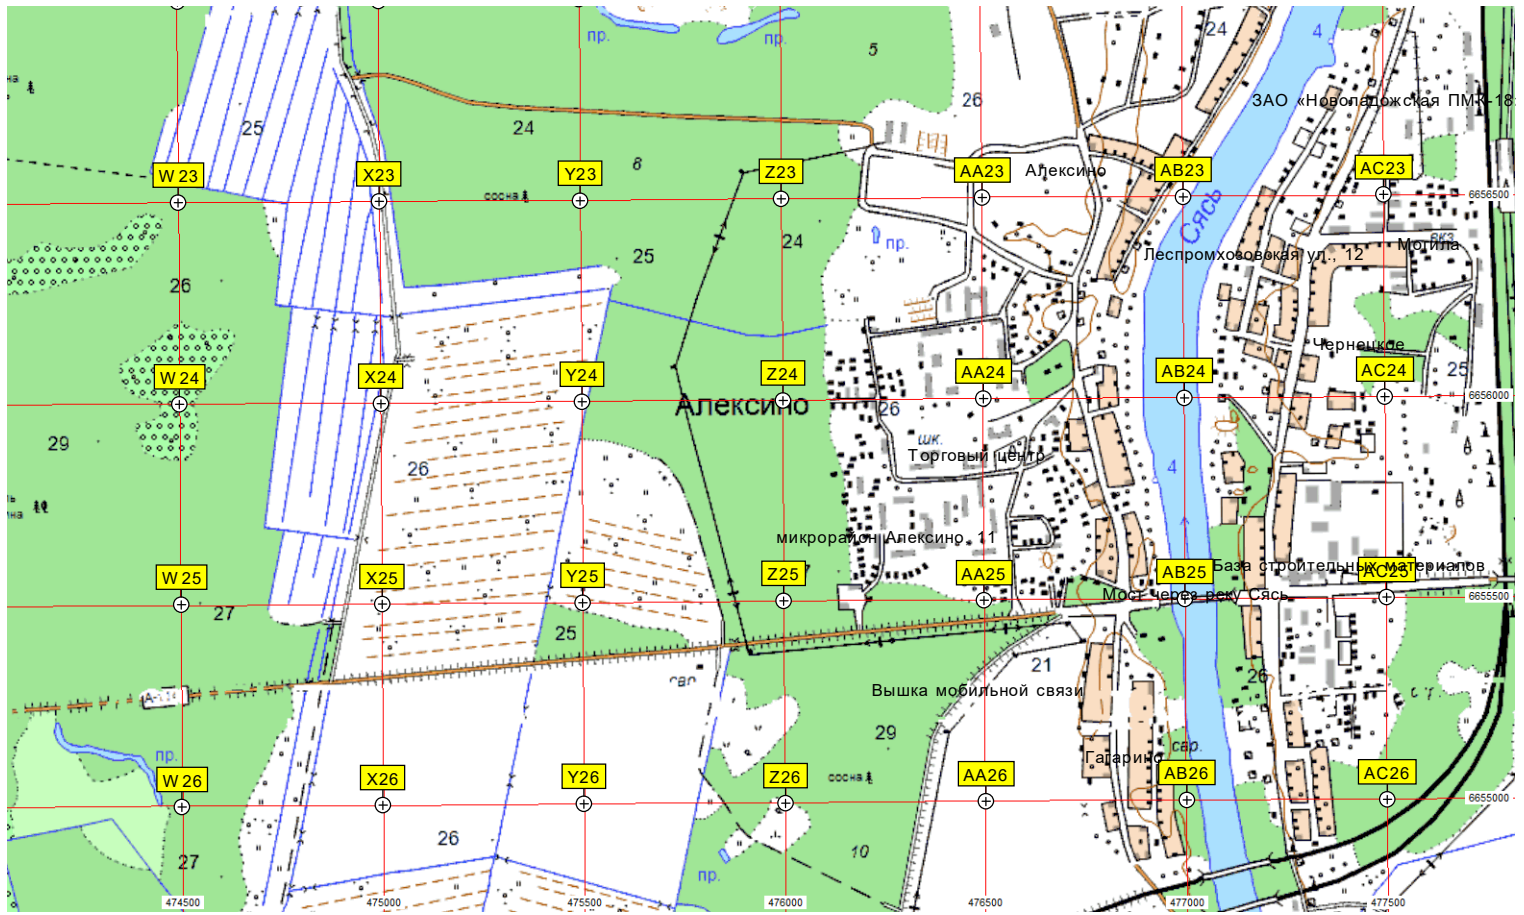 пр.
пр.
5
24
4
26
ЗАО «Новоладожская ПМК-18
25
24
8
W 23
X23
Y23
Z23
AA23
Алексино
AB23
AC23
сосна
6656500
Сясь
24
пр.
25
Могила
Леспромхозовская ул., 12
26
Чернецкое
W 24
X24
Y24
Z24
AA24
AB24
AC24
25
6656000
Алексино
26
29
шк.
Торговый центр
26
4
микрорайон Алексино, 11
W 25
X25
Y25
Z25
AA25
AB25
База строительных материалов
AC25
Мост через реку Сясь
6655500
27
25
21
сар.
26
Вышка мобильной связи
29
пр.
Гагарино
сар.
W 26
X26
Y26
Z26
сосна
AA26
AB26
AC26
6655000
26
27
10
пр.
474500
475000
475500
476000
476500
477000
477500